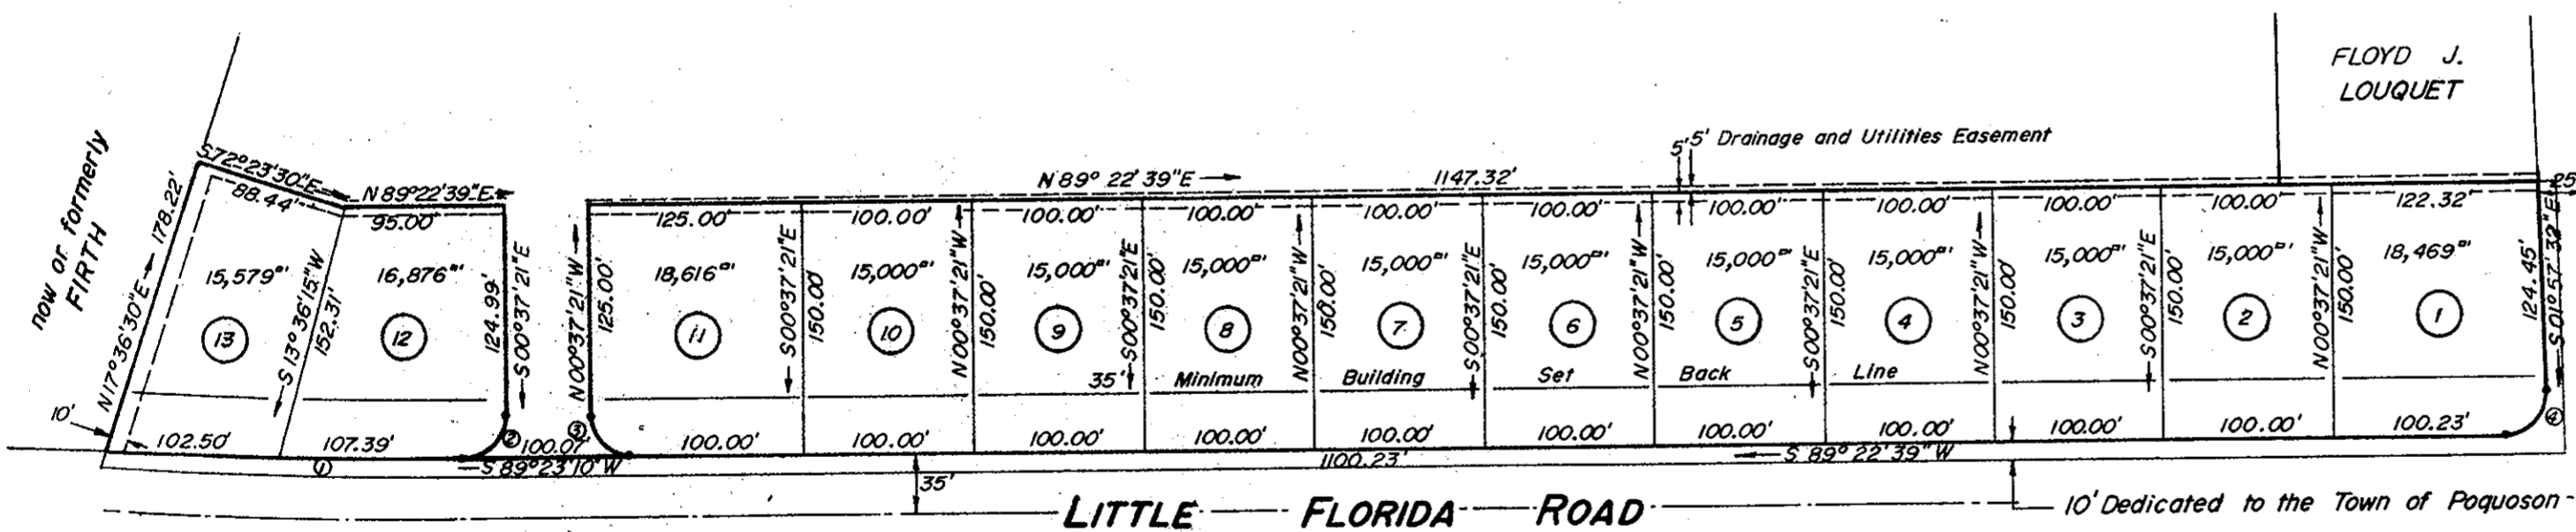 FLOYD J.
LOUQUET
now or formerly
FIRTH
5' 5' Drainage and Utilities Easement
S.72°23'30"E
88.44'
N 89°22'39"E
95.00'
N 89° 22' 39"E
1147.32'
25'
125.00'
100.00'
100.00'
100.00'
100.00'
100.00'
100.00'
100.00'
100.00'
100.00'
122.32'
N17°36'30"E
178.22'
15,579□'
13
S 13°36'15"W
152.31'
16,876□'
12
124.99'
S00°37'21"E
N00°37'21"W
125.00'
18,616□'
11
S00°37'21"E
150.00'
15,000□'
10
N00°37'21"W
150.00'
15,000□'
9
S00°37'21"E
150.00'
15,000□'
8
N00°37'21"W
150.00'
15,000□'
7
S00°37'21"E
150.00'
15,000□'
6
N00°37'21"W
150.00'
15,000□'
5
S00°37'21"E
150.00'
15,000□'
4
N00°37'21"W
150.00'
15,000□'
3
S00°37'21"E
150.00'
15,000□'
2
N00°37'21"W
150.00'
18,469□'
1
124.45'
S01°57'32"E
35' Minimum Building Set Back Line
10'
102.50'
107.39'
1
2
100.07'
3
100.00'
100.00'
100.00'
100.00'
100.00'
100.00'
100.00'
100.00'
100.00'
100.00'
100.23'
4
S 89°23'10"W
1100.23'
S 89° 22' 39"W
35'
LITTLE FLORIDA ROAD
10' Dedicated to the Town of Poquoson-